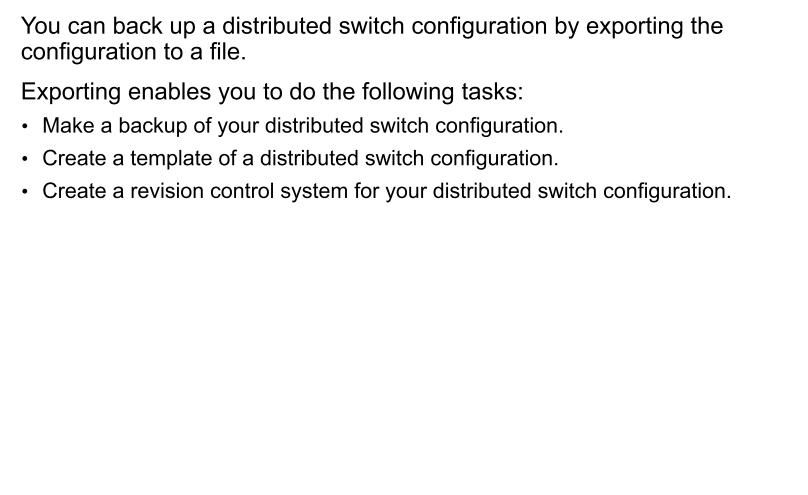 You can back up a distributed switch configuration by exporting the
configuration to a file.
Exporting enables you to do the following tasks:
• Make a backup of your distributed switch configuration.
• Create a template of a distributed switch configuration.
• Create a revision control system for your distributed switch configuration.